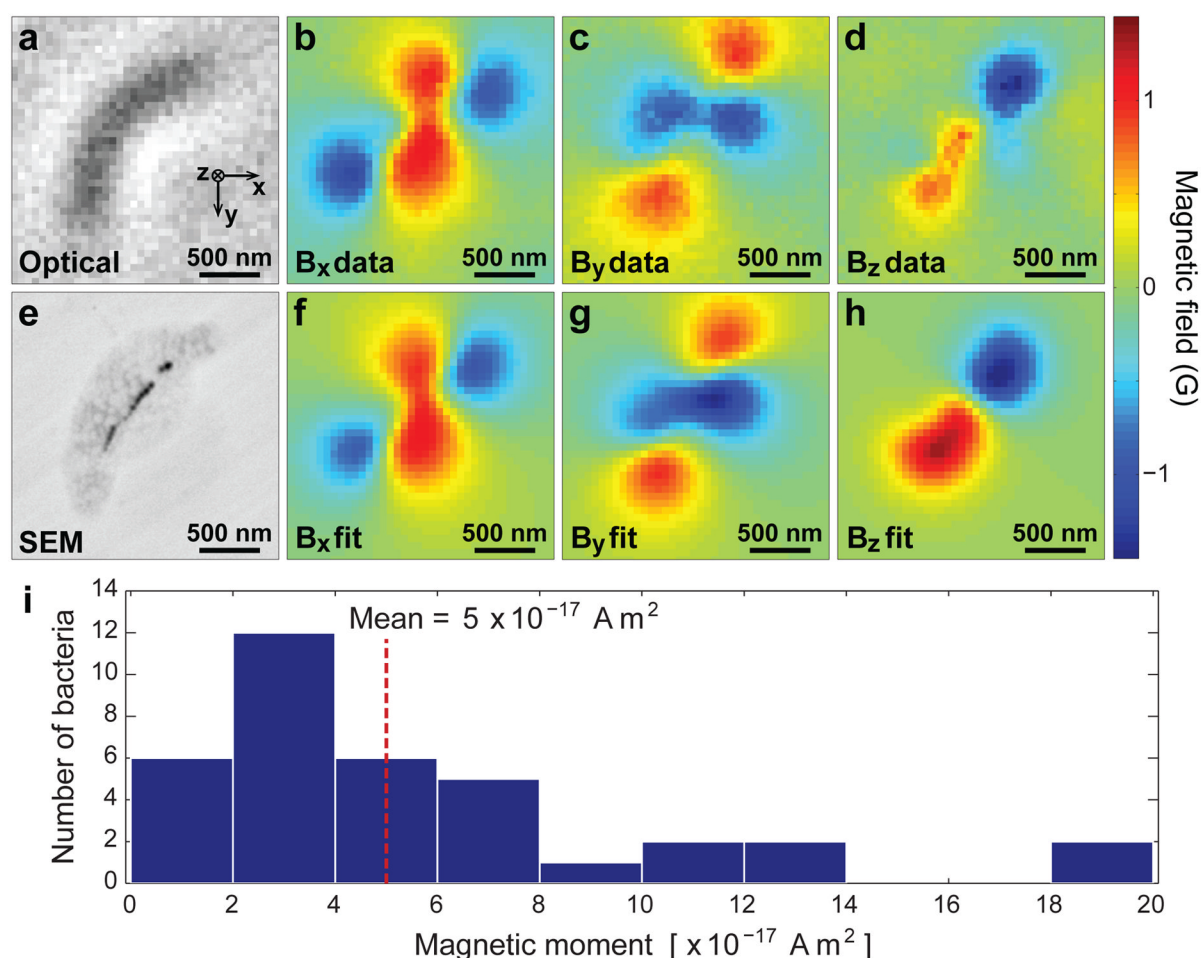 a
z
x
y
Optical
500 nm
b
Bx data
500 nm
c
By data
500 nm
d
Bz data
500 nm
e
SEM
500 nm
f
Bx fit
500 nm
g
By fit
500 nm
h
Bz fit
500 nm
1
0
−1
Magnetic field (G)
i
14
12
10
8
6
4
2
0
Number of bacteria
Mean = 5 x10⁻¹⁷ A m²
0 2 4 6 8 10 12 14 16 18 20
Magnetic moment [ x10⁻¹⁷ A m² ]